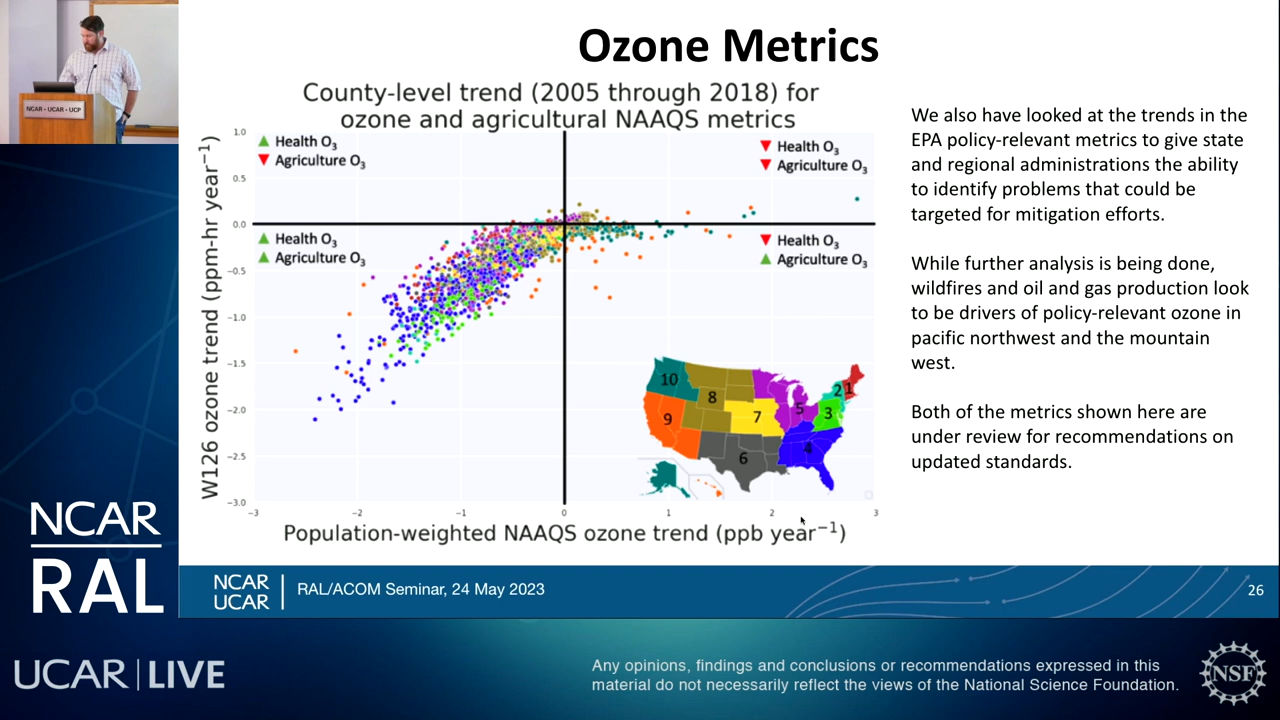 Ozone Metrics
County-level trend (2005 through 2018) for
ozone and agricultural NAAQS metrics
W126 ozone trend (ppm-hr year⁻¹)
1.0
0.5
0.0
−0.5
−1.0
−1.5
−2.0
−2.5
−3.0
▲ Health O₃
▼ Agriculture O₃
▼ Health O₃
▼ Agriculture O₃
▲ Health O₃
▲ Agriculture O₃
▼ Health O₃
▲ Agriculture O₃
10
8
9
7
6
5
4
3
2
1
−3
−2
−1
0
1
2
3
Population-weighted NAAQS ozone trend (ppb year⁻¹)
We also have looked at the trends in the
EPA policy-relevant metrics to give state
and regional administrations the ability
to identify problems that could be
targeted for mitigation efforts.
While further analysis is being done,
wildfires and oil and gas production look
to be drivers of policy-relevant ozone in
pacific northwest and the mountain
west.
Both of the metrics shown here are
under review for recommendations on
updated standards.
NCAR • UCAR • UCP
NCAR
RAL
NCAR
UCAR
RAL/ACOM Seminar, 24 May 2023
26
UCAR | LIVE
Any opinions, findings and conclusions or recommendations expressed in this
material do not necessarily reflect the views of the National Science Foundation.
NSF